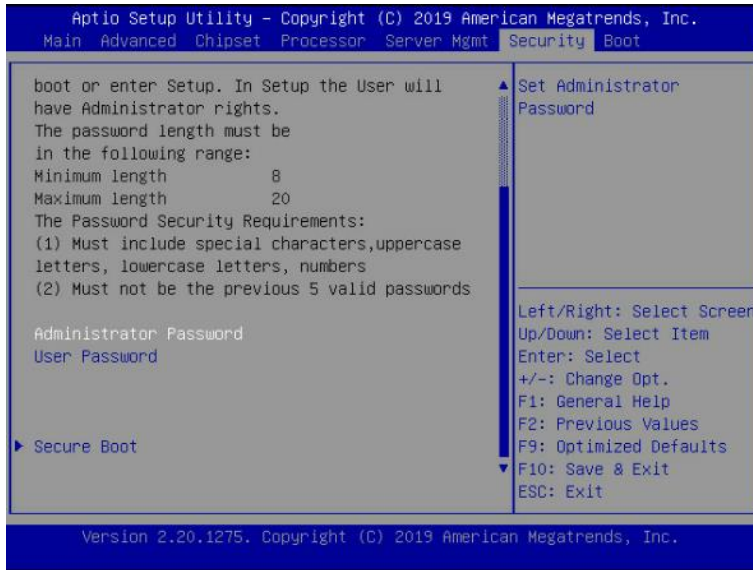 Aptio Setup Utility – Copyright (C) 2019 American Megatrends, Inc.
Main Advanced Chipset Processor Server Mgmt Security Boot
boot or enter Setup. In Setup the User will
have Administrator rights.
The password length must be
in the following range:
Minimum length 8
Maximum length 20
The Password Security Requirements:
(1) Must include special characters,uppercase
letters, lowercase letters, numbers
(2) Must not be the previous 5 valid passwords
Administrator Password
User Password
Secure Boot
Set Administrator
Password
Left/Right: Select Screen
Up/Down: Select Item
Enter: Select
+/-: Change Opt.
F1: General Help
F2: Previous Values
F9: Optimized Defaults
F10: Save & Exit
ESC: Exit
Version 2.20.1275. Copyright (C) 2019 American Megatrends, Inc.